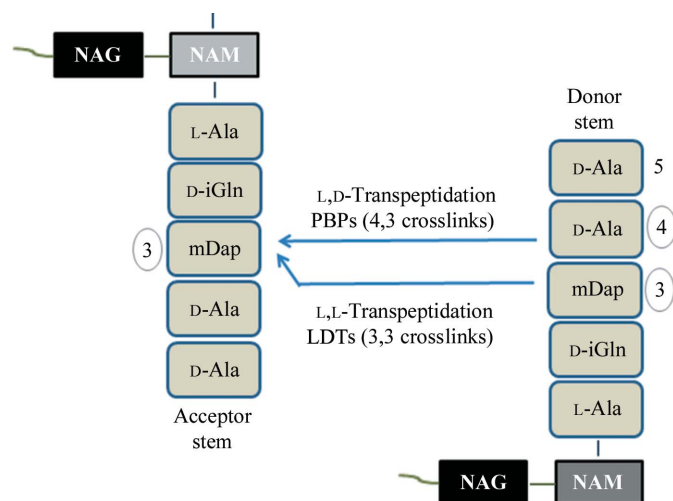 NAG
NAM
L-Ala
D-iGln
3
mDap
D-Ala
D-Ala
Acceptor
stem
L,D-Transpeptidation
PBPs (4,3 crosslinks)
L,L-Transpeptidation
LDTs (3,3 crosslinks)
Donor
stem
D-Ala
5
D-Ala
4
mDap
3
D-iGln
L-Ala
NAG
NAM